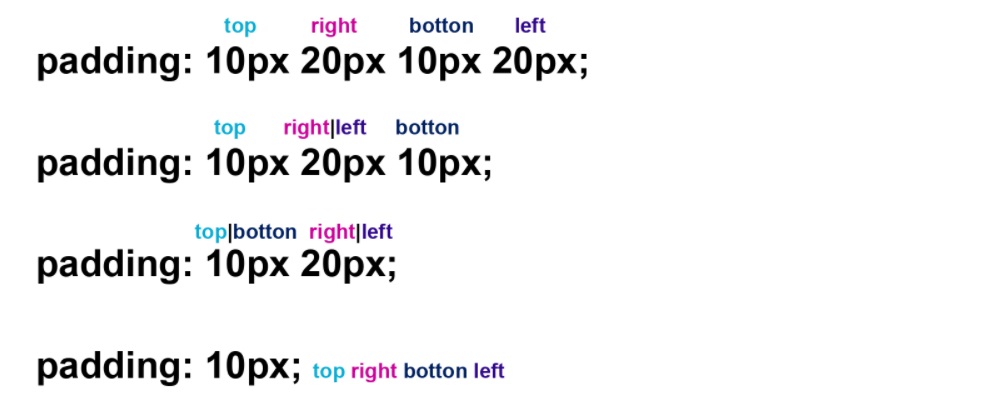 top right botton left
padding: 10px 20px 10px 20px;
top right|left botton
padding: 10px 20px 10px;
top|botton right|left
padding: 10px 20px;
padding: 10px; top right botton left